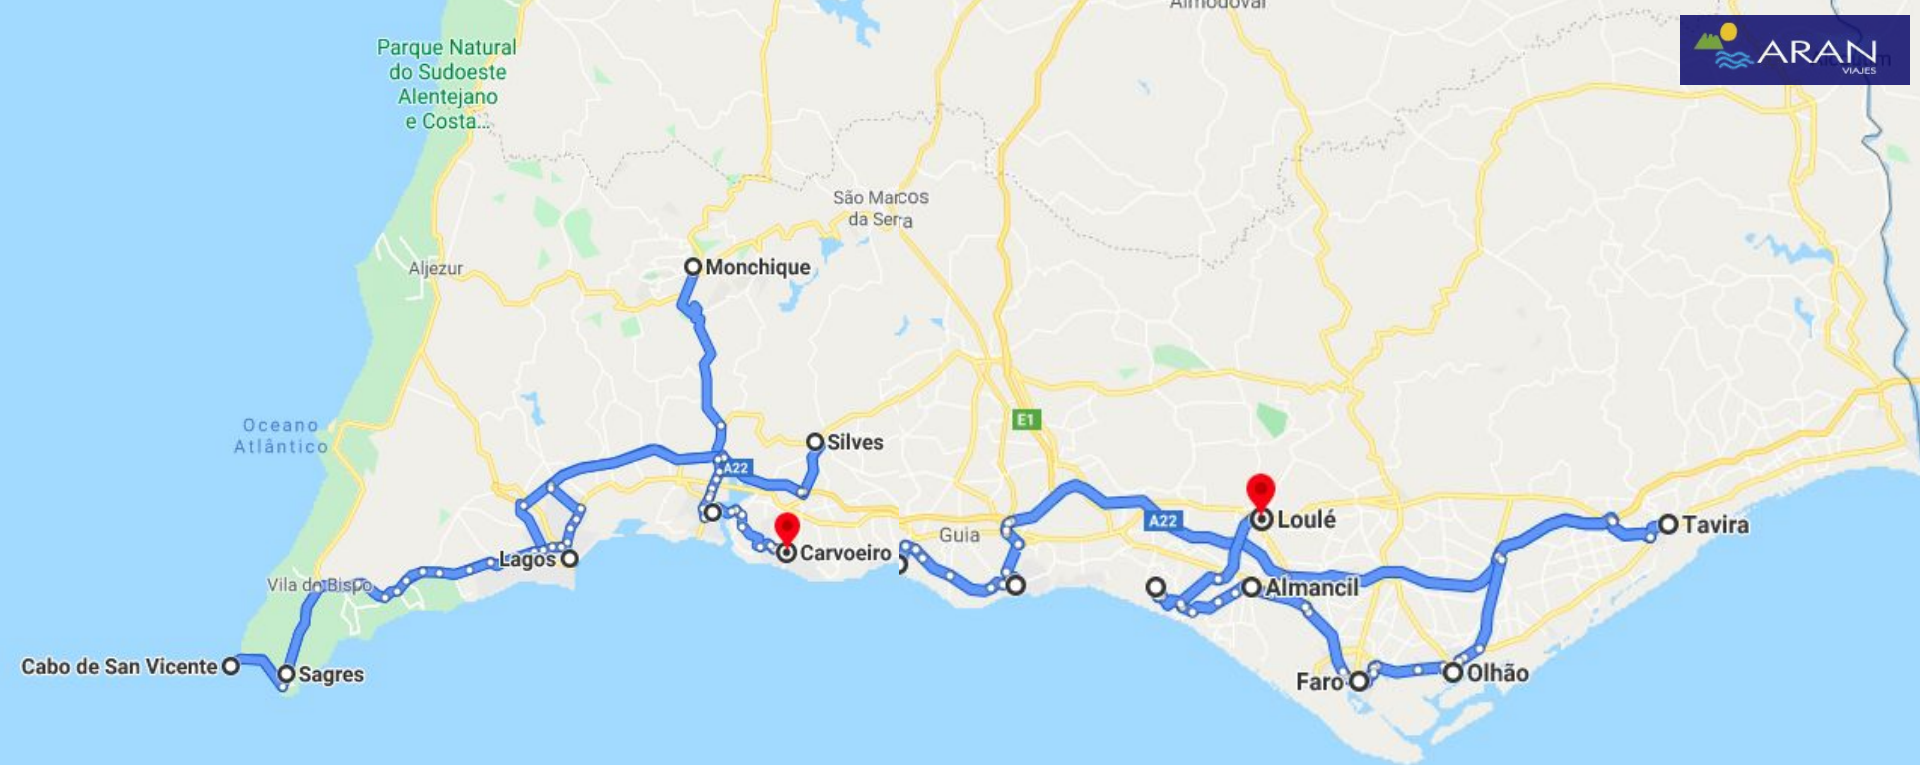 Almodôvar
Parque Natural
do Sudoeste
Alentejano
e Costa...
ARAN
VIAJES
São Marcos
da Serra
Aljezur
Monchique
E1
Oceano
Atlântico
Silves
A22
Guia
A22
Loulé
Tavira
Lagos
Carvoeiro
Vila do Bispo
Almancil
Cabo de San Vicente
Sagres
Faro
Olhão